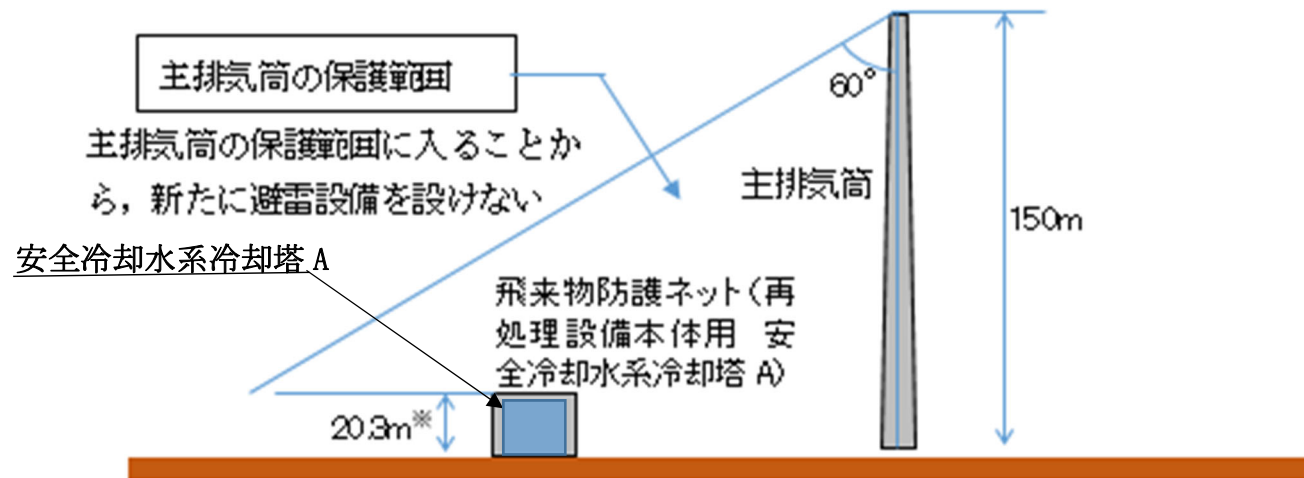 主排気筒の保護範囲
主排気筒の保護範囲に入ることか
ら，新たに避雷設備を設けない
60°
主排気筒
150m
安全冷却水系冷却塔 A
飛来物防護ネット（再
処理設備本体用　安
全冷却水系冷却塔 A）
20.3m※